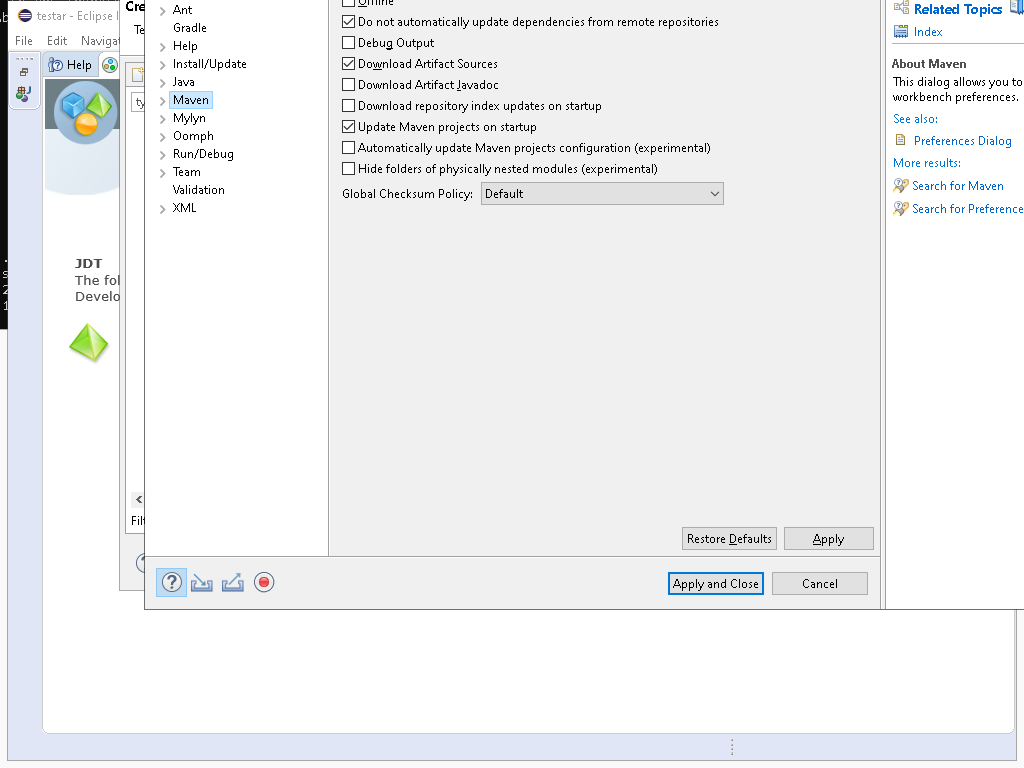 testar - Eclipse I
File Edit Navigat
Help
JDT
The fol
Develo
Cre
Te
ty
<
Filt
Ant
Gradle
Help
Install/Update
Java
Maven
Mylyn
Oomph
Run/Debug
Team
Validation
XML
Offline
Do not automatically update dependencies from remote repositories
Debug Output
Download Artifact Sources
Download Artifact Javadoc
Download repository index updates on startup
Update Maven projects on startup
Automatically update Maven projects configuration (experimental)
Hide folders of physically nested modules (experimental)
Global Checksum Policy: Default
Restore Defaults Apply
Apply and Close Cancel
Related Topics
Index
About Maven
This dialog allows you to
workbench preferences.
See also:
Preferences Dialog
More results:
Search for Maven
Search for Preference